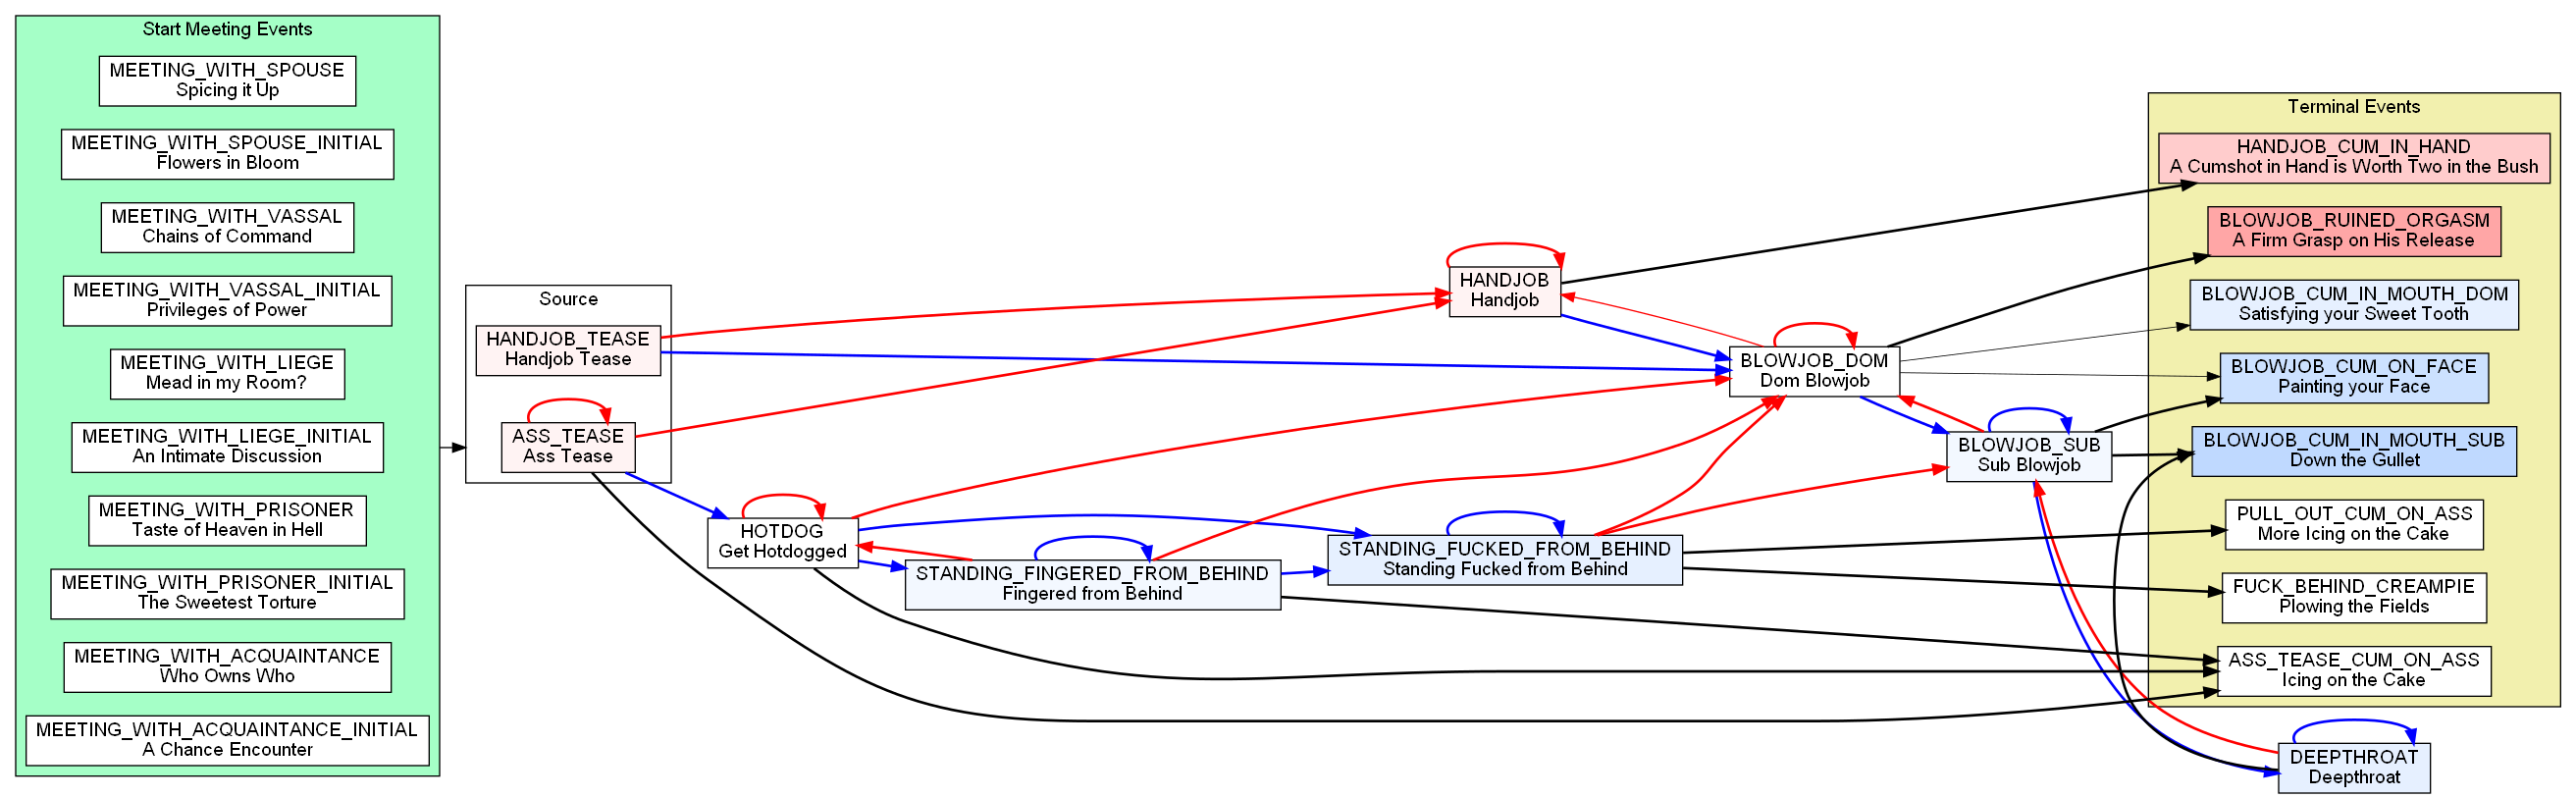 Start Meeting Events
MEETING_WITH_SPOUSE
Spicing it Up
MEETING_WITH_SPOUSE_INITIAL
Flowers in Bloom
MEETING_WITH_VASSAL
Chains of Command
MEETING_WITH_VASSAL_INITIAL
Privileges of Power
MEETING_WITH_LIEGE
Mead in my Room?
MEETING_WITH_LIEGE_INITIAL
An Intimate Discussion
MEETING_WITH_PRISONER
Taste of Heaven in Hell
MEETING_WITH_PRISONER_INITIAL
The Sweetest Torture
MEETING_WITH_ACQUAINTANCE
Who Owns Who
MEETING_WITH_ACQUAINTANCE_INITIAL
A Chance Encounter
Source
HANDJOB_TEASE
Handjob Tease
ASS_TEASE
Ass Tease
HOTDOG
Get Hotdogged
STANDING_FINGERED_FROM_BEHIND
Fingered from Behind
STANDING_FUCKED_FROM_BEHIND
Standing Fucked from Behind
HANDJOB
Handjob
BLOWJOB_DOM
Dom Blowjob
BLOWJOB_SUB
Sub Blowjob
Terminal Events
HANDJOB_CUM_IN_HAND
A Cumshot in Hand is Worth Two in the Bush
BLOWJOB_RUINED_ORGASM
A Firm Grasp on His Release
BLOWJOB_CUM_IN_MOUTH_DOM
Satisfying your Sweet Tooth
BLOWJOB_CUM_ON_FACE
Painting your Face
BLOWJOB_CUM_IN_MOUTH_SUB
Down the Gullet
PULL_OUT_CUM_ON_ASS
More Icing on the Cake
FUCK_BEHIND_CREAMPIE
Plowing the Fields
ASS_TEASE_CUM_ON_ASS
Icing on the Cake
DEEPTHROAT
Deepthroat